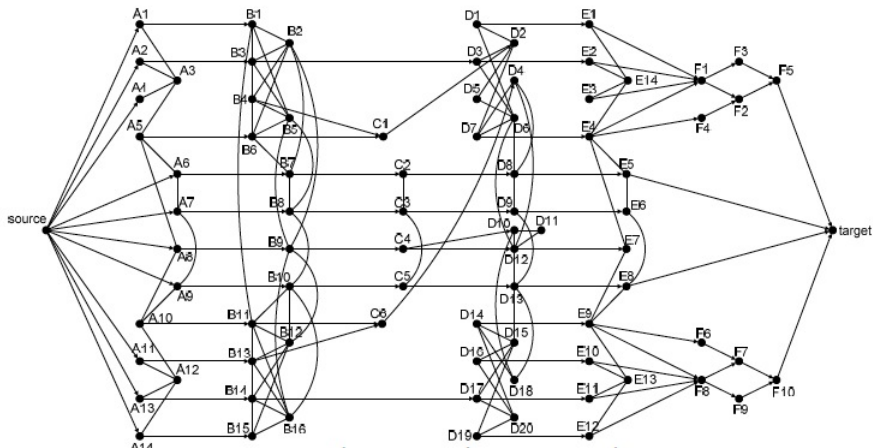 A1 B1 D1 E1
B2 D2
A2 B3 D3 E2 F3
A3 D4 F1 F5
A4 B4 D5 E3 E14
C1 F2
A5 B5 D6 E4
B6 D7 F4
A6 B7 C2 D8 E5
A7 B8 C3 D9 E6
source D10 D11 target
A8 B9 C4 D12 E7
A9 B10 C5 D13 E8
A10 B11 C6 D14 E9
B12 D15 F6
A11 B13 D16 E10 F7
A12 D18 E13 F8 F10
A13 B14 D17 E11 F9
B16 D20
A14 B15 D19 E12